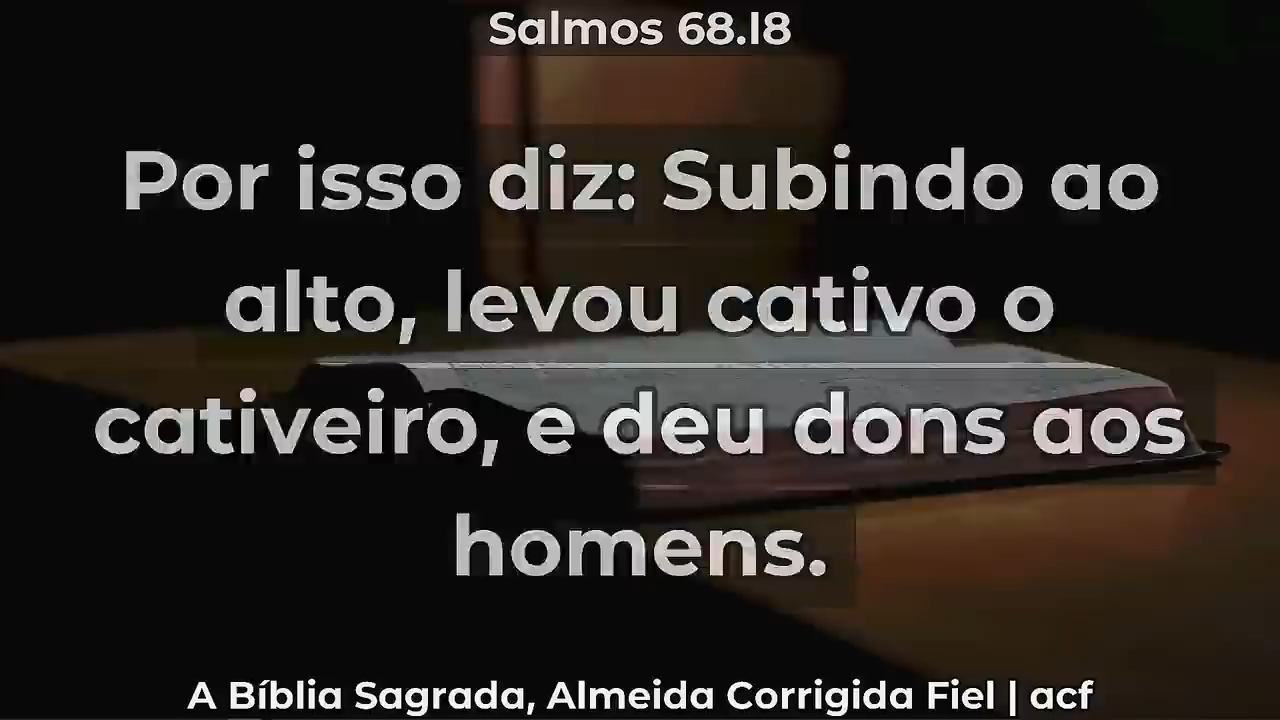 Salmos 68.18
Por isso diz: Subindo ao
alto, levou cativo o
cativeiro, e deu dons aos
homens.
A Bíblia Sagrada, Almeida Corrigida Fiel | acf